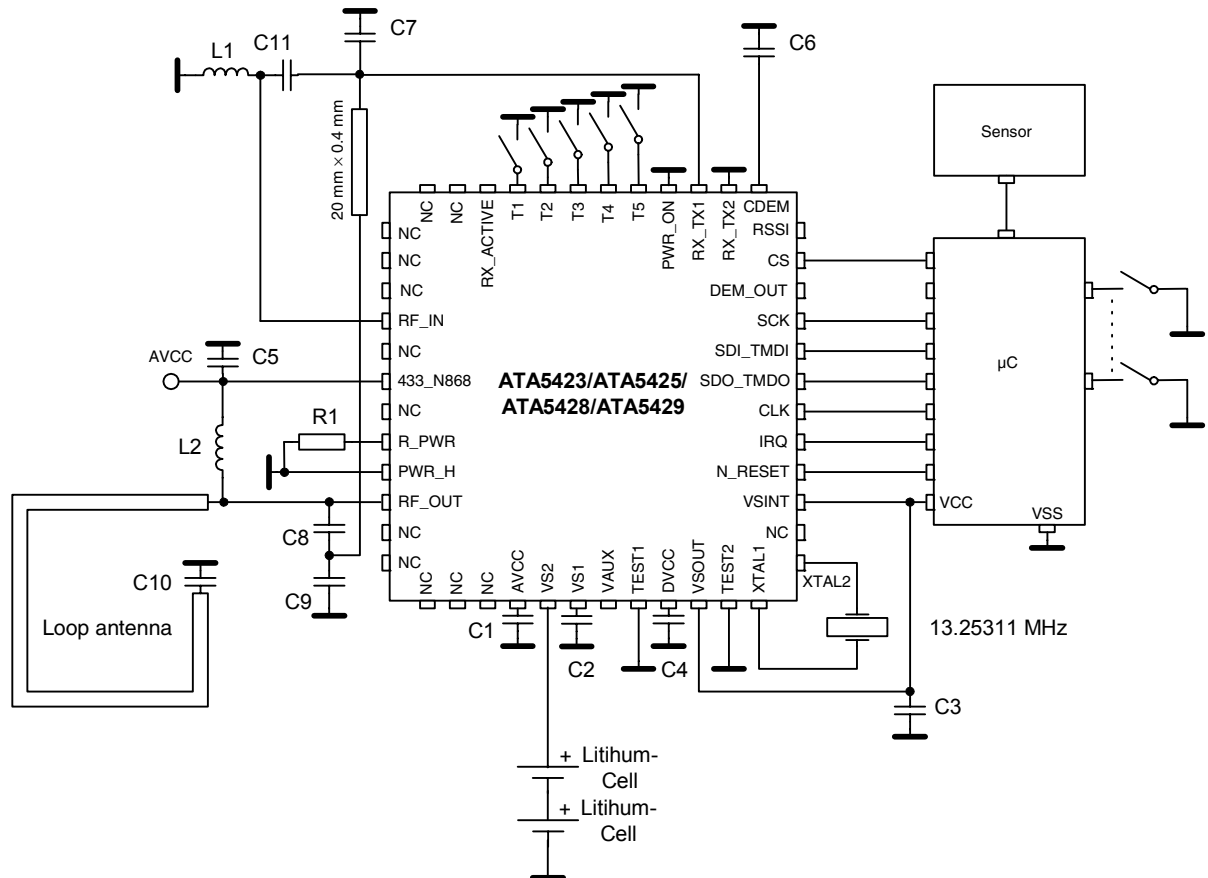 C7
C11
L1
C6
20 mm × 0.4 mm
Sensor
NC
NC
RX_ACTIVE
T1
T2
T3
T4
T5
PWR_ON
RX_TX1
RX_TX2
CDEM
NC
RSSI
NC
CS
NC
DEM_OUT
RF_IN
SCK
AVCC
C5
NC
SDI_TMDI
µC
433_N868
ATA5423/ATA5425/
ATA5428/ATA5429
SDO_TMDO
R1
NC
CLK
L2
R_PWR
IRQ
PWR_H
N_RESET
RF_OUT
VSINT
VCC
VSS
C8
NC
NC
NC
XTAL2
C10
C9
NC
NC
NC
AVCC
VS2
VS1
VAUX
TEST1
DVCC
VSOUT
TEST2
XTAL1
Loop antenna
C1
C2
C4
13.25311 MHz
C3
+ Litihum-
Cell
+ Litihum-
Cell